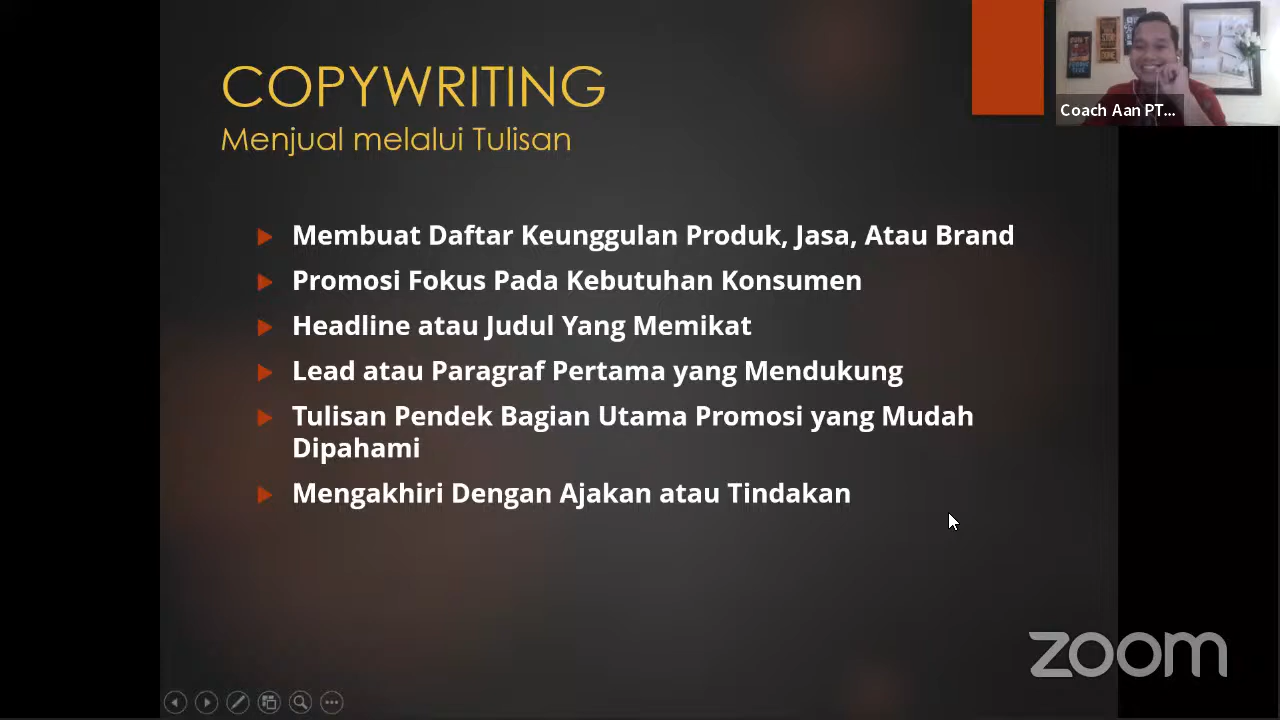 COPYWRITING
Menjual melalui Tulisan
Coach Aan PT...
Membuat Daftar Keunggulan Produk, Jasa, Atau Brand
Promosi Fokus Pada Kebutuhan Konsumen
Headline atau Judul Yang Memikat
Lead atau Paragraf Pertama yang Mendukung
Tulisan Pendek Bagian Utama Promosi yang Mudah
Dipahami
Mengakhiri Dengan Ajakan atau Tindakan
zoom